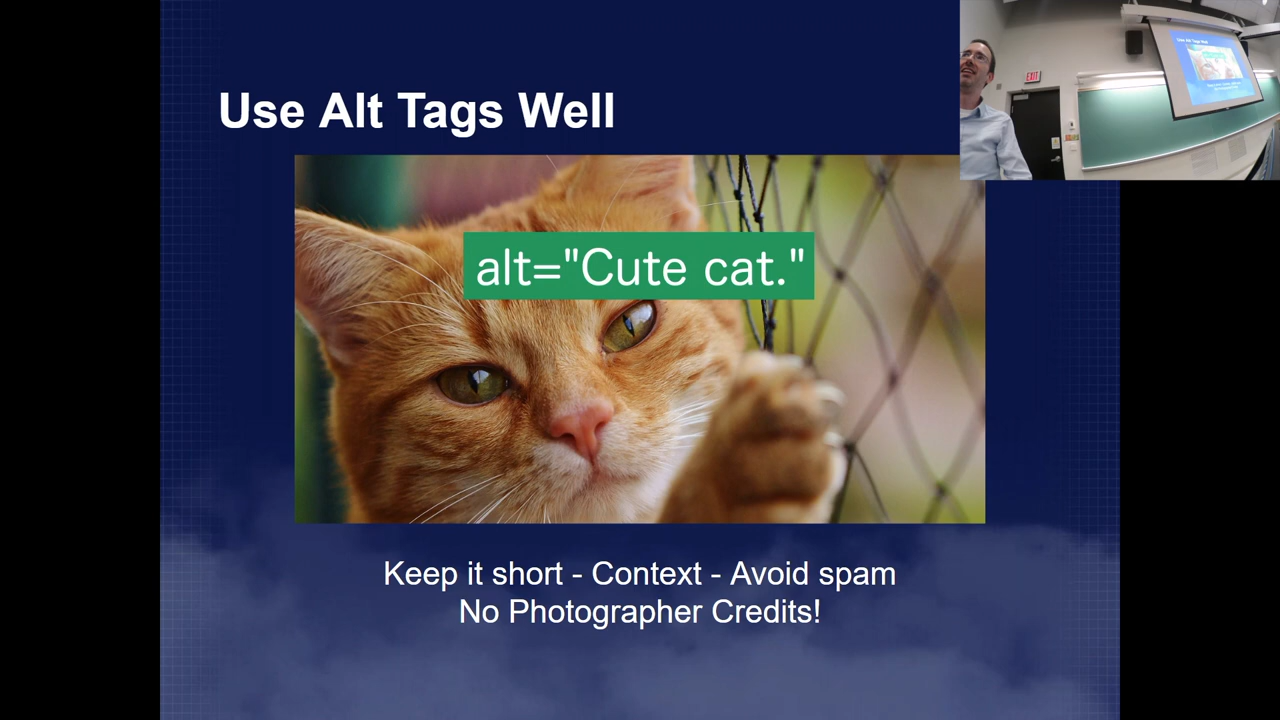 Use Alt Tags Well
EXIT
alt="Cute cat."
Keep it short - Context - Avoid spam
No Photographer Credits!